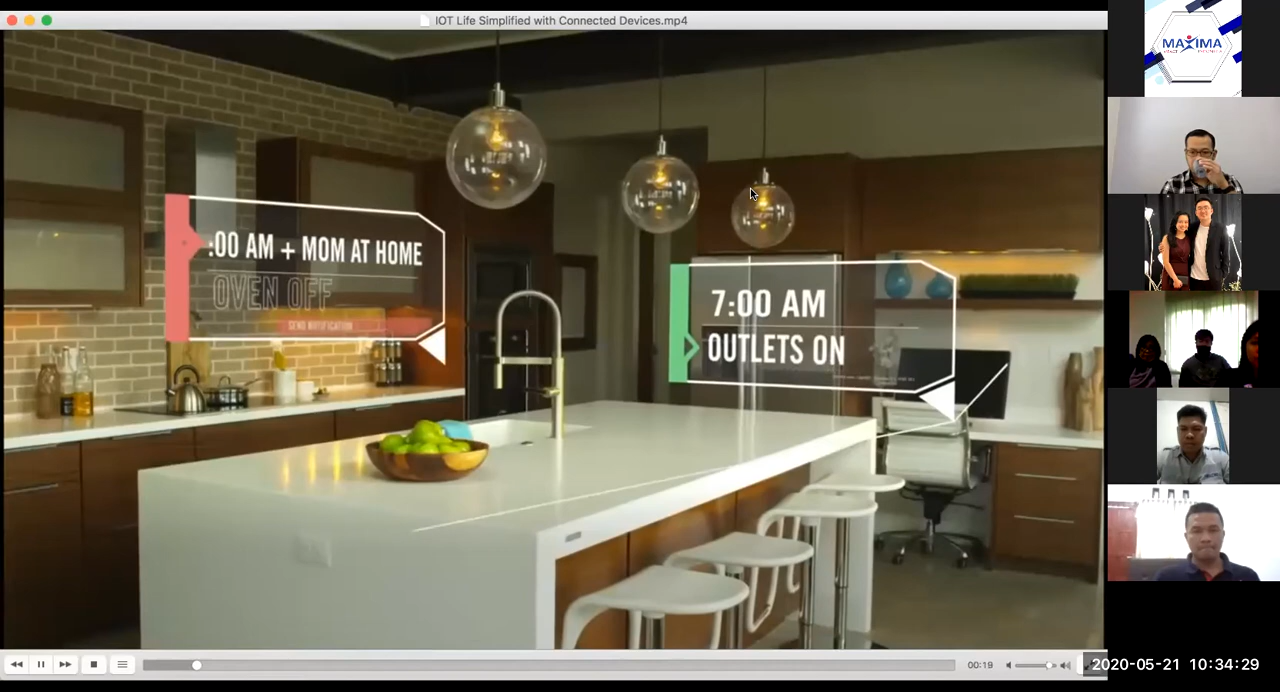 IOT Life Simplified with Connected Devices.mp4
MAXIMA
:00 AM + MOM AT HOME
OVEN OFF
SEND NOTIFICATION
7:00 AM
OUTLETS ON
00:19
2020-05-21 10:34:29